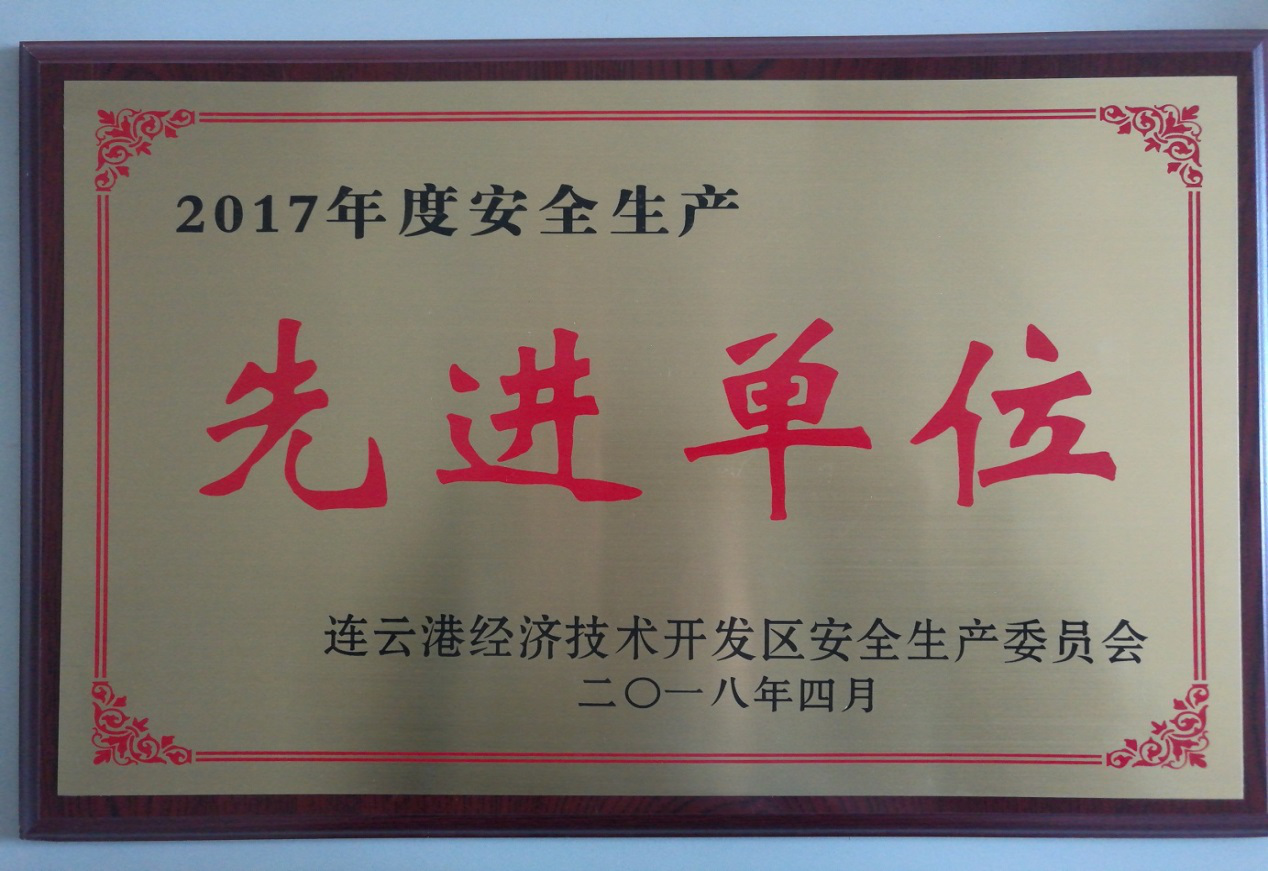 2017年度安全生产
先进单位
连云港经济技术开发区安全生产委员会
二〇一八年四月